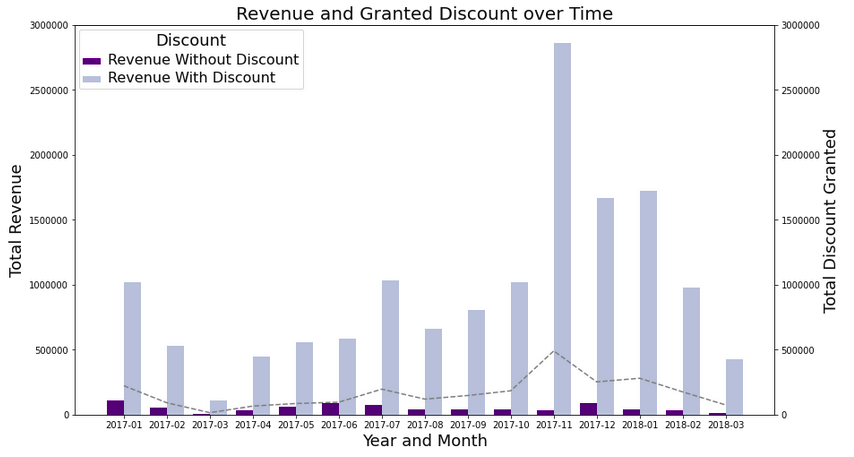 Revenue and Granted Discount over Time
Discount
Revenue Without Discount
Revenue With Discount
Total Revenue
3000000
2500000
2000000
1500000
1000000
500000
0
3000000
2500000
2000000
1500000
1000000
500000
0
Total Discount Granted
2017-01 2017-02 2017-03 2017-04 2017-05 2017-06 2017-07 2017-08 2017-09 2017-10 2017-11 2017-12 2018-01 2018-02 2018-03
Year and Month